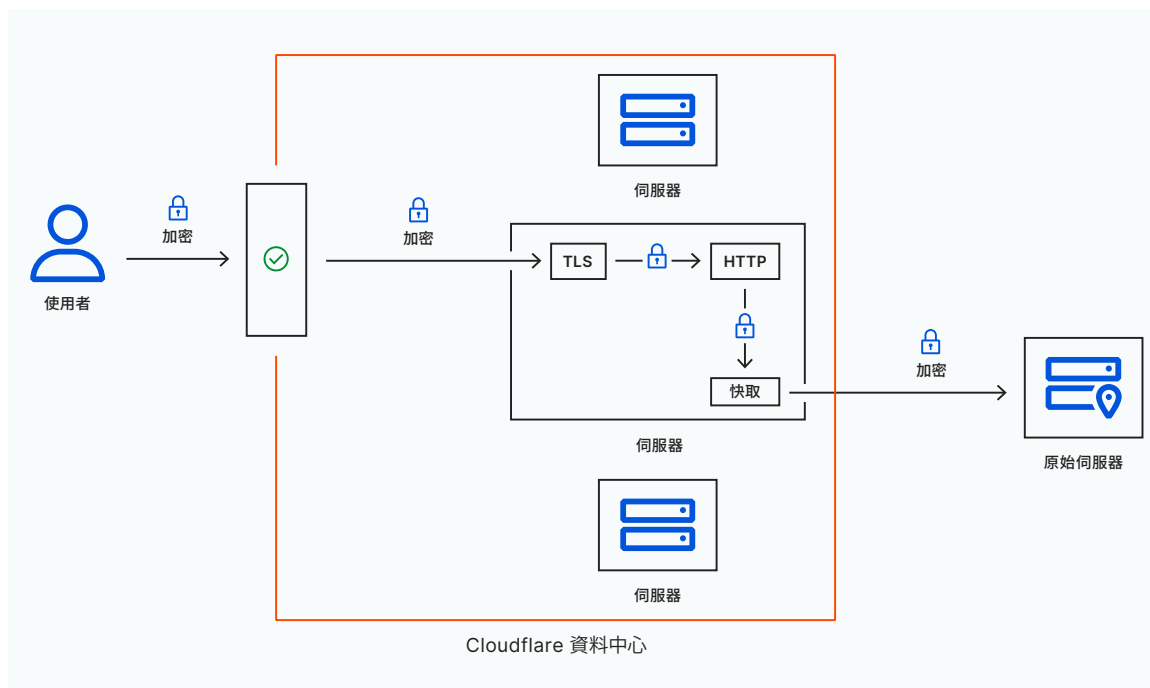 伺服器
加密
加密
使用者
TLS
HTTP
快取
伺服器
加密
原始伺服器
伺服器
Cloudflare 資料中心